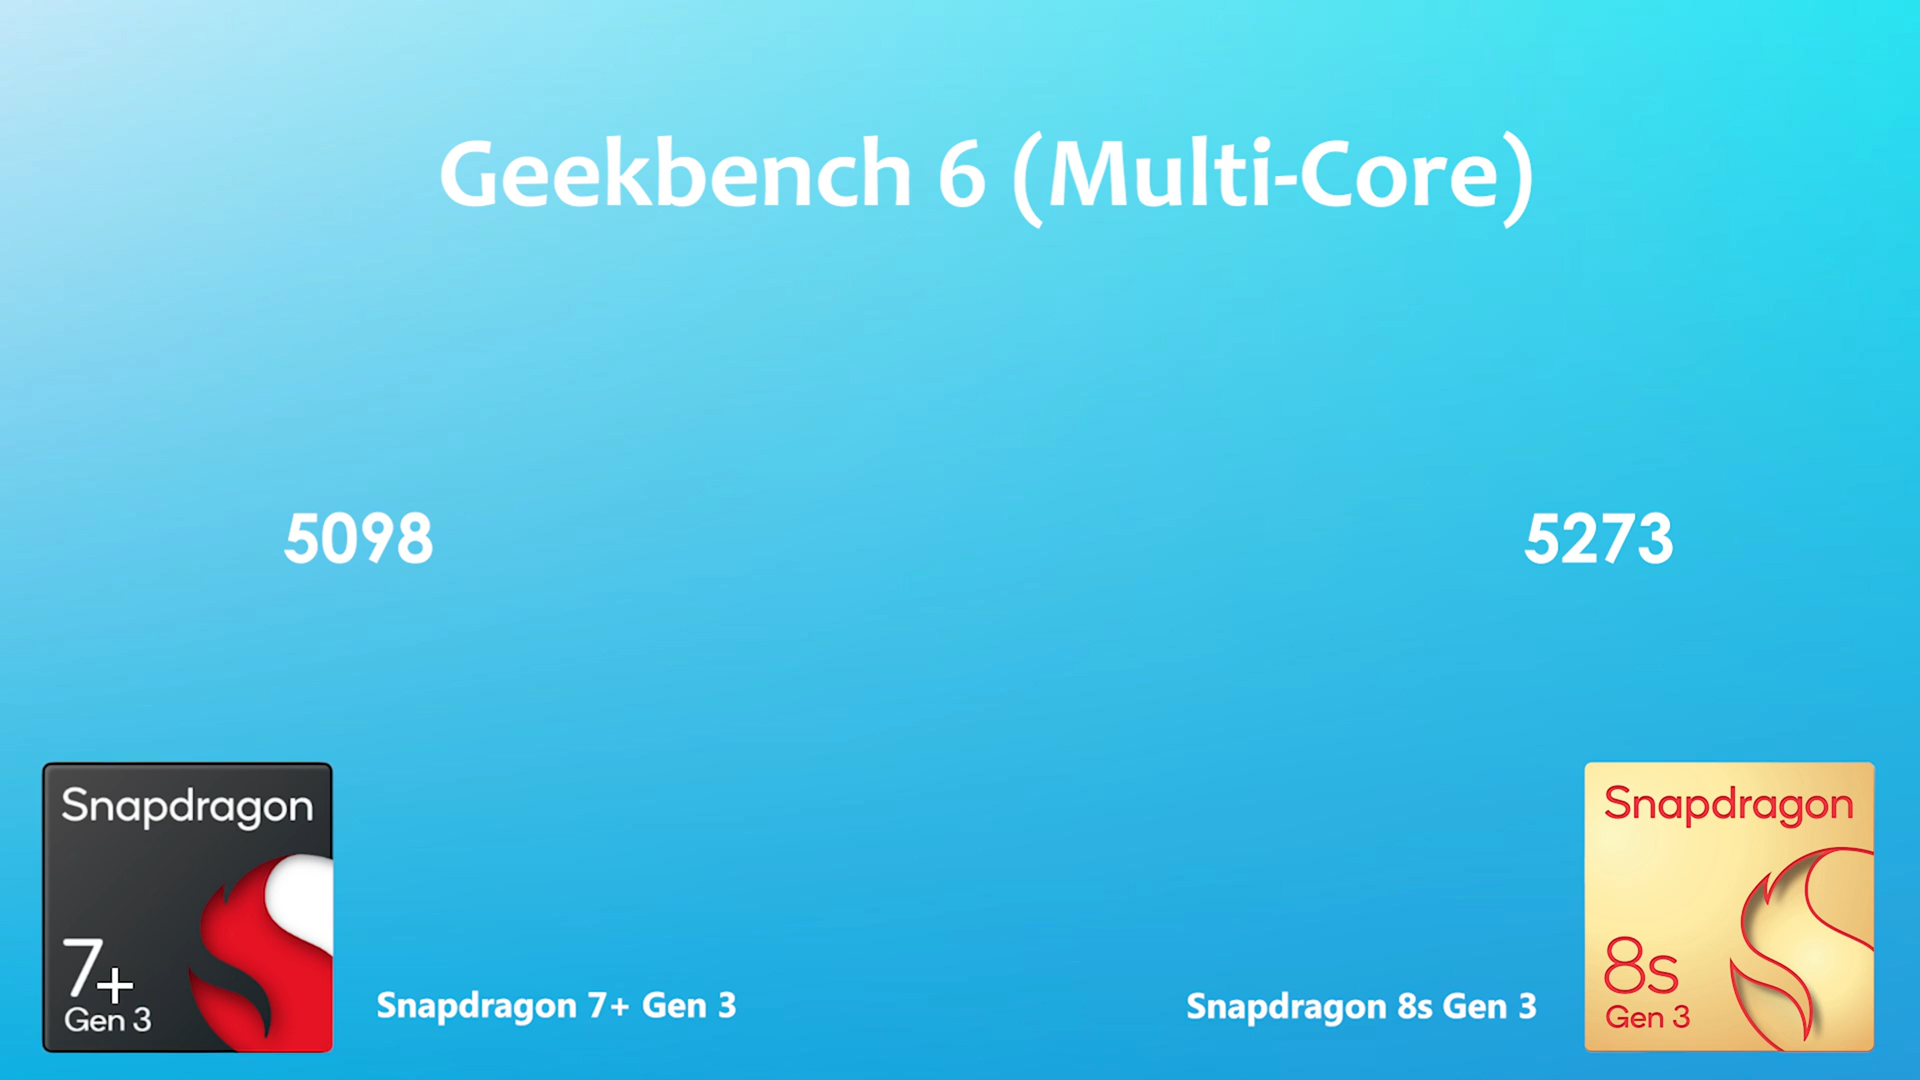 Geekbench 6 (Multi-Core)
5098
5273
Snapdragon
7+
Gen 3
Snapdragon 7+ Gen 3
Snapdragon 8s Gen 3
Snapdragon
8s
Gen 3